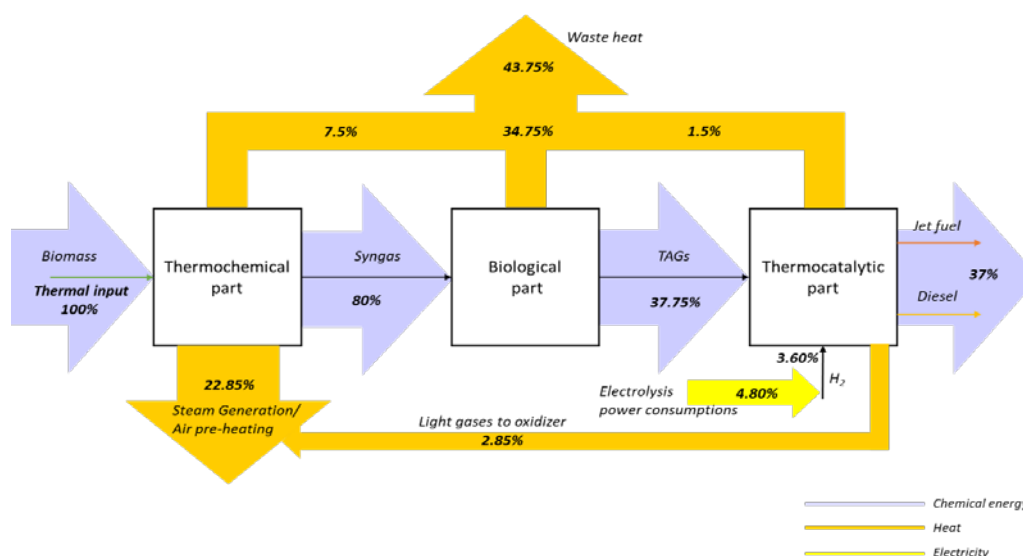 Waste heat
43.75%
7.5%
34.75%
1.5%
Biomass
Thermal input
100%
Thermochemical
part
Syngas
80%
Biological
part
TAGs
37.75%
Thermocatalytic
part
Jet fuel
37%
Diesel
22.85%
Steam Generation/
Air pre-heating
3.60%
H2
Electrolysis
power consumptions
4.80%
Light gases to oxidizer
2.85%
Chemical energy
Heat
Electricity